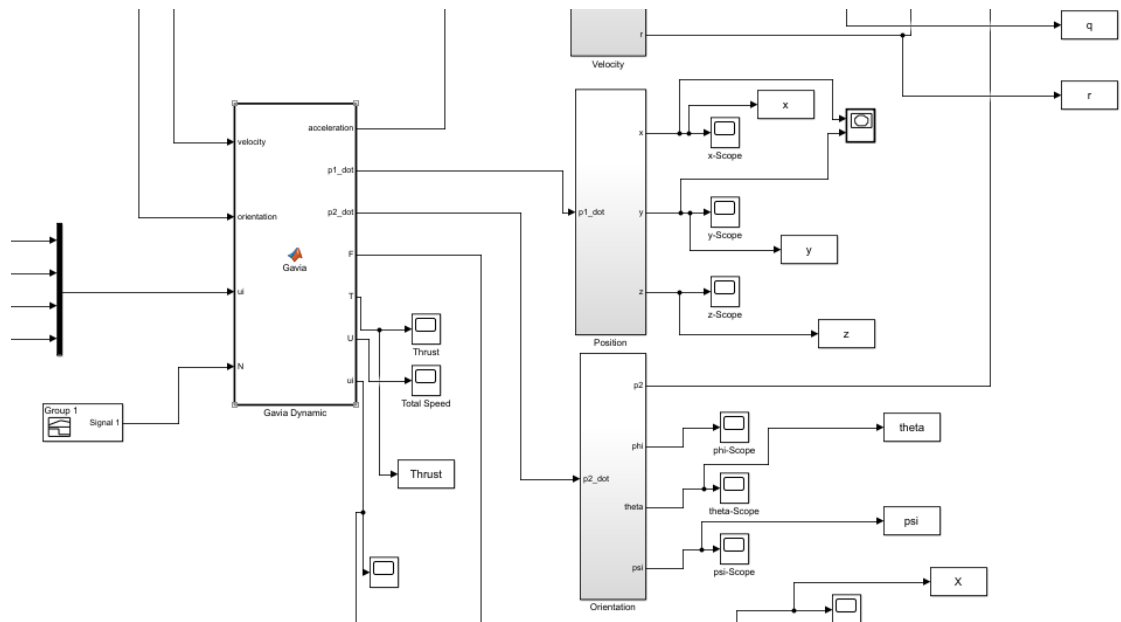 q
r
Velocity
r
acceleration
velocity
p1_dot
p2_dot
orientation
F
Gavia
ui
T
U
N
ui
Gavia Dynamic
Thrust
Total Speed
Thrust
Group 1
Signal 1
x
x
x-Scope
p1_dot
y
y-Scope
y
z
z-Scope
z
Position
p2
phi
phi-Scope
theta
p2_dot
theta
theta-Scope
psi
psi
psi-Scope
Orientation
X